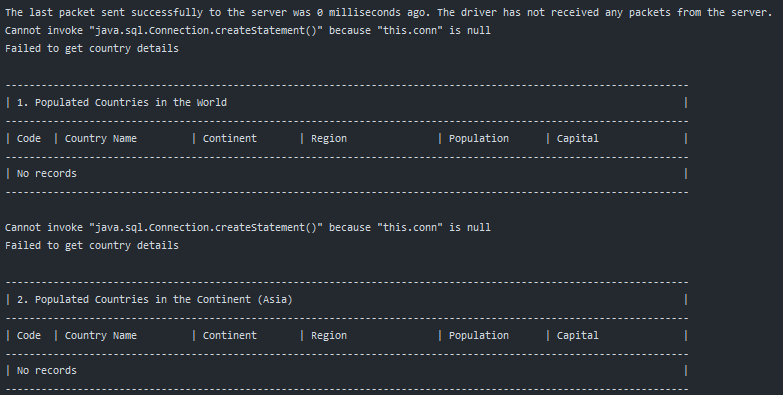 The last packet sent successfully to the server was 0 milliseconds ago. The driver has not received any packets from the server.
Cannot invoke "java.sql.Connection.createStatement()" because "this.conn" is null
Failed to get country details
---------------------------------------------------------------------------------------------------------------
| 1. Populated Countries in the World |
---------------------------------------------------------------------------------------------------------------
| Code | Country Name | Continent | Region | Population | Capital |
---------------------------------------------------------------------------------------------------------------
| No records |
---------------------------------------------------------------------------------------------------------------
Cannot invoke "java.sql.Connection.createStatement()" because "this.conn" is null
Failed to get country details
---------------------------------------------------------------------------------------------------------------
| 2. Populated Countries in the Continent (Asia) |
---------------------------------------------------------------------------------------------------------------
| Code | Country Name | Continent | Region | Population | Capital |
---------------------------------------------------------------------------------------------------------------
| No records |
---------------------------------------------------------------------------------------------------------------